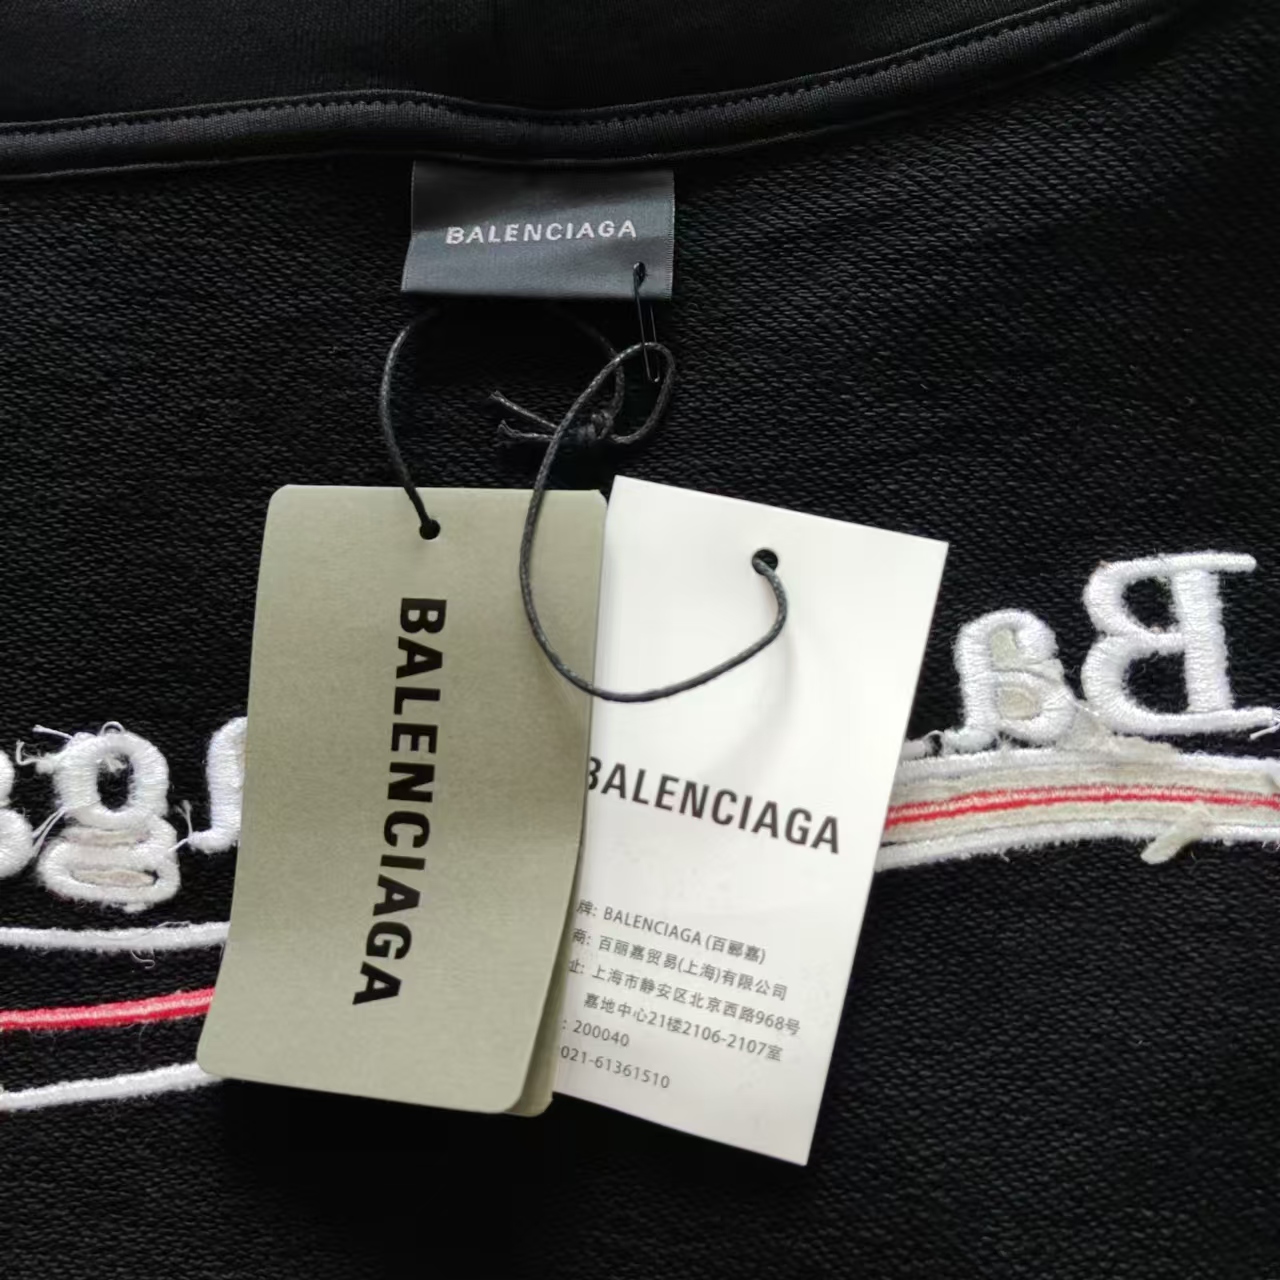 BALENCIAGA
BALENCIAGA
BALENCIAGA
牌: BALENCIAGA (百郦嘉)
商: 百丽嘉贸易(上海)有限公司
址: 上海市静安区北京西路968号
嘉地中心21楼2106-2107室
: 200040
021-61361510
Ba
g